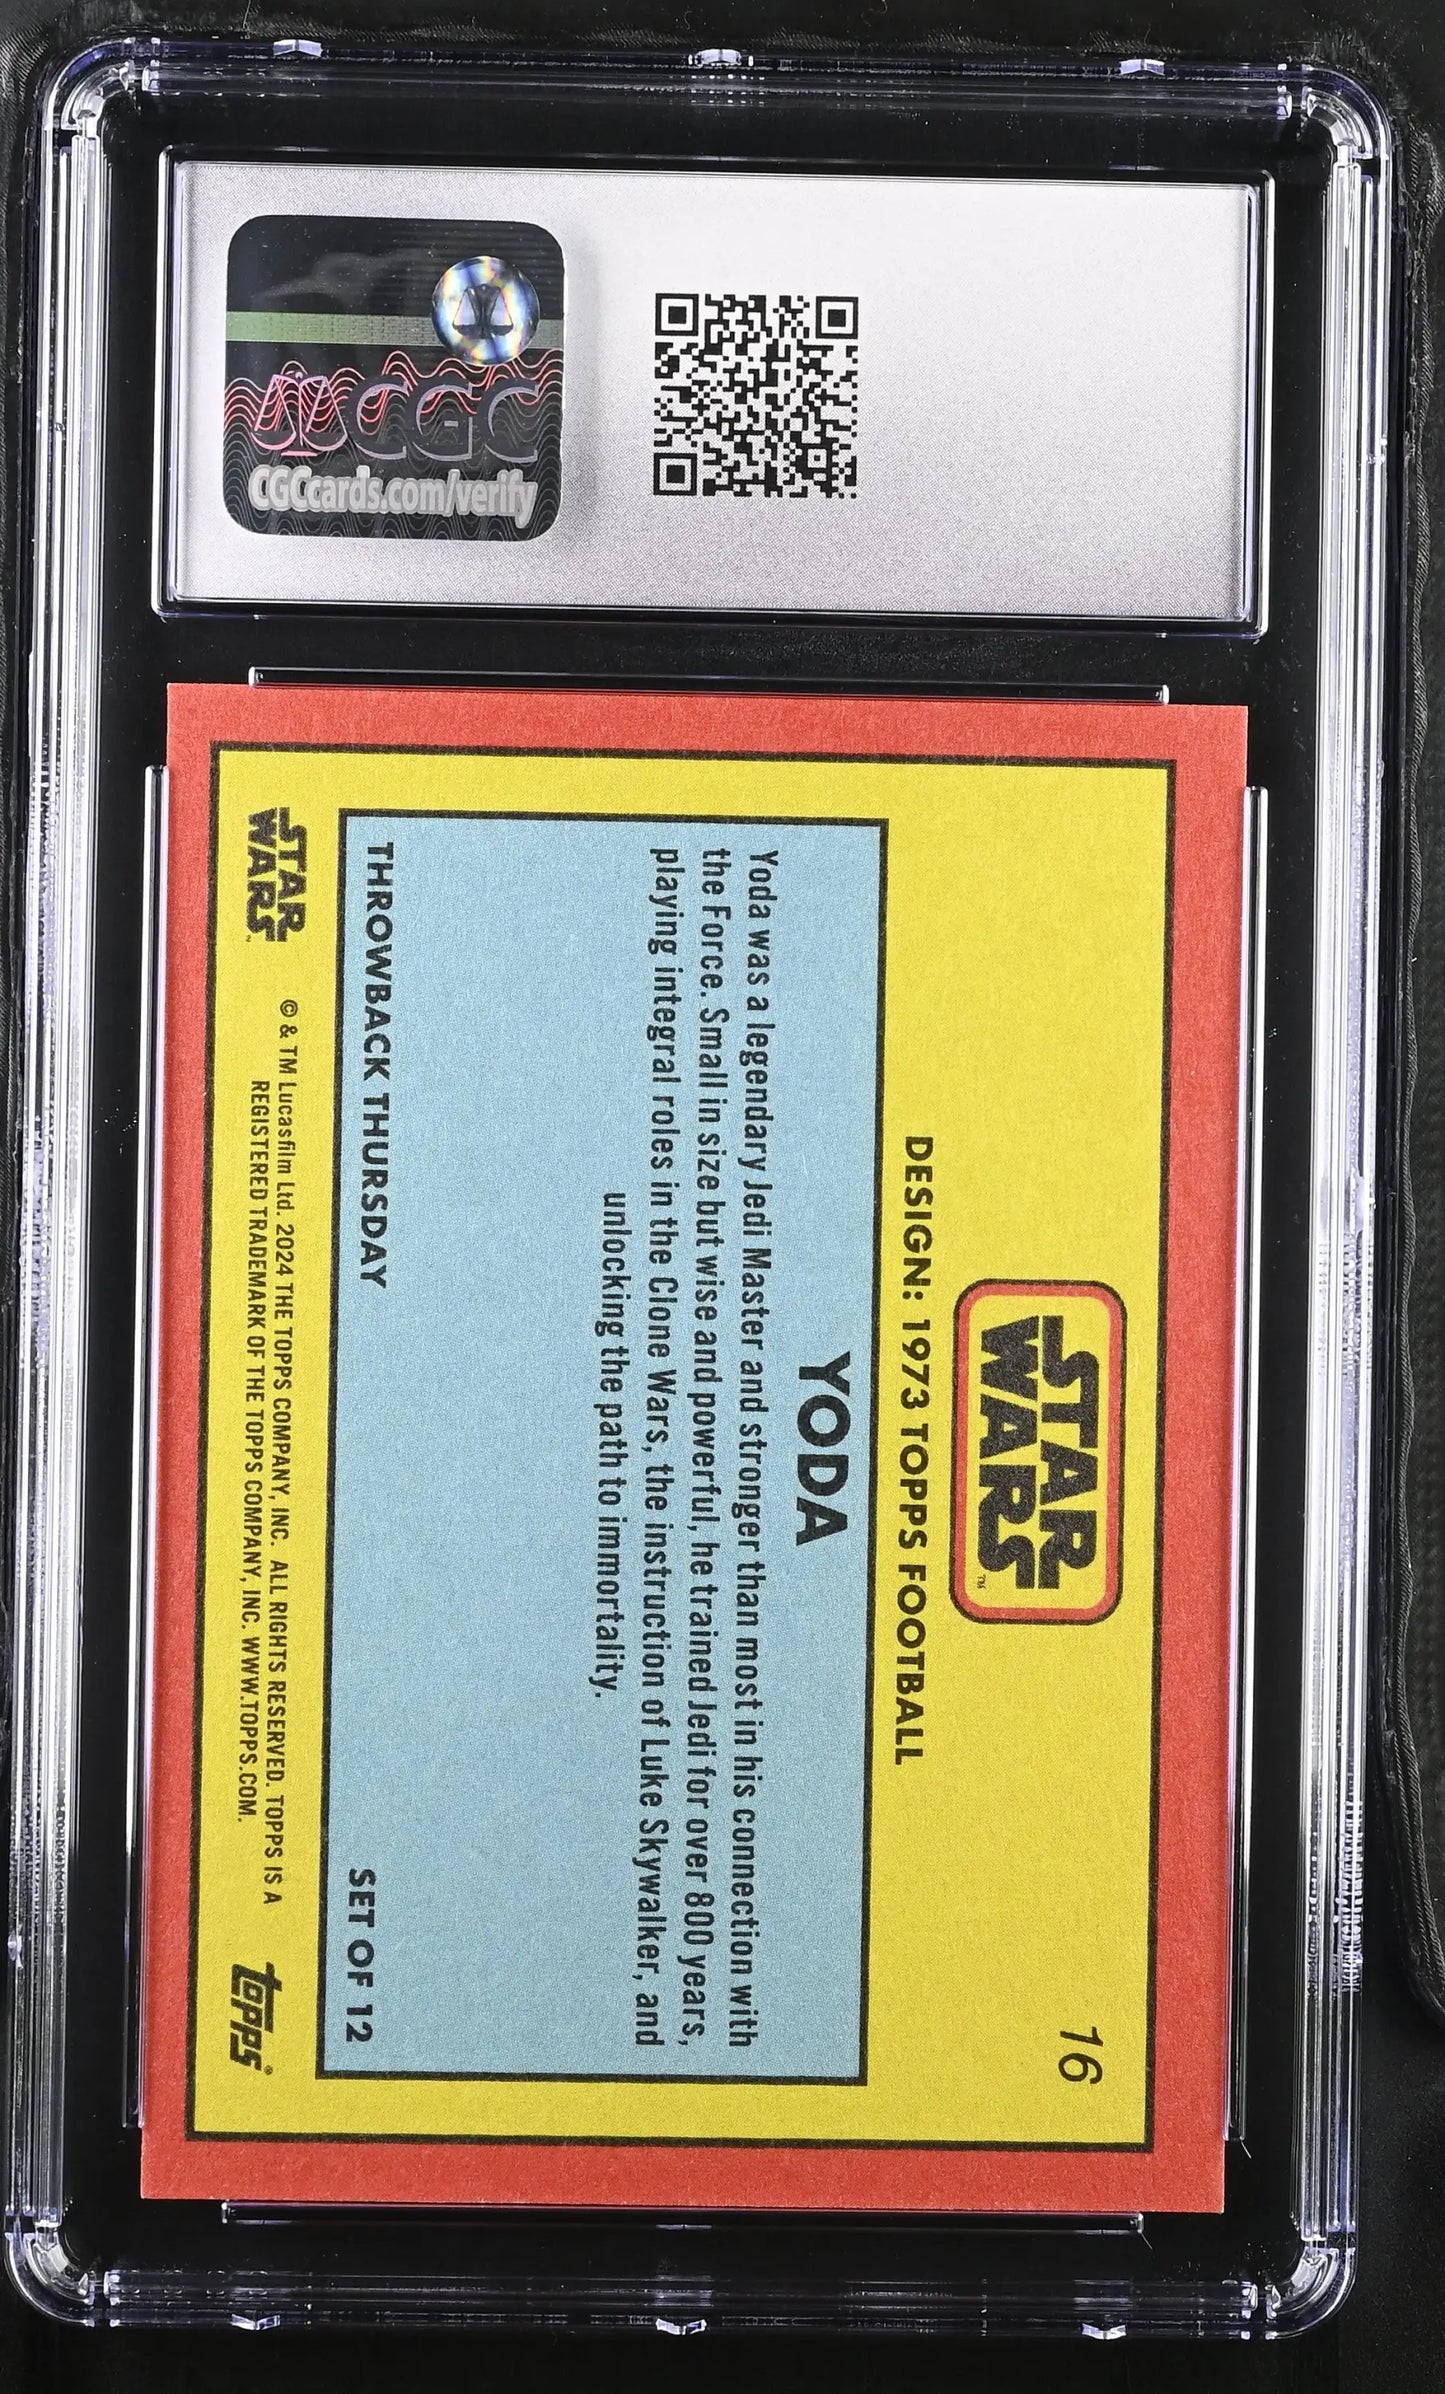 CGC
CGCcards.com/verify
16
STAR
WARS™
DESIGN: 1973 TOPPS FOOTBALL
YODA
Yoda was a legendary Jedi Master and stronger than most in his connection with
the Force. Small in size but wise and powerful, he trained Jedi for over 800 years,
playing integral roles in the Clone Wars, the instruction of Luke Skywalker, and
unlocking the path to immortality.
THROWBACK THURSDAY
SET OF 12
STAR
WARS™
© & TM Lucasfilm Ltd. 2024 THE TOPPS COMPANY, INC. ALL RIGHTS RESERVED. TOPPS IS A
REGISTERED TRADEMARK OF THE TOPPS COMPANY, INC. WWW.TOPPS.COM.
topps®